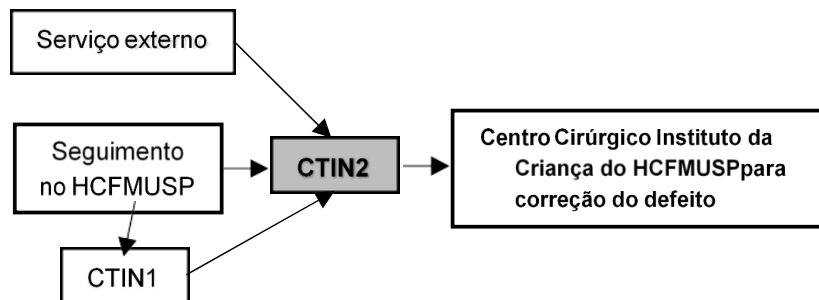 Serviço externo
Seguimento
no HCFMUSP
CTIN1
CTIN2
Centro Cirúrgico Instituto da
Criança do HCFMUSPpara
correção do defeito